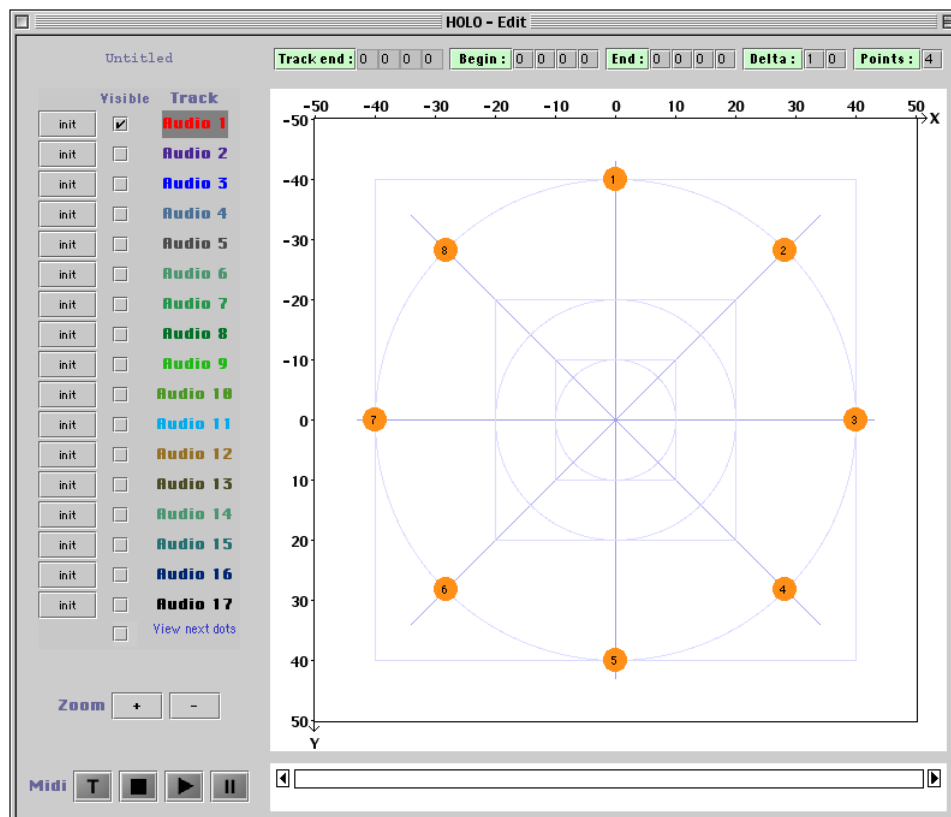 HOLO - Edit
Untitled
Track end : 0 0 0 0 Begin : 0 0 0 0 End : 0 0 0 0 Delta : 1 0 Points : 4
Visible Track
init Audio 1
init Audio 2
init Audio 3
init Audio 4
init Audio 5
init Audio 6
init Audio 7
init Audio 8
init Audio 9
init Audio 10
init Audio 11
init Audio 12
init Audio 13
init Audio 14
init Audio 15
init Audio 16
init Audio 17
View next dots
Zoom + -
Midi T
-50 -40 -30 -20 -10 0 10 20 30 40 50
X
-50
-40
-30
-20
-10
0
10
20
30
40
50
Y
1
8 2
7 3
6 4
5